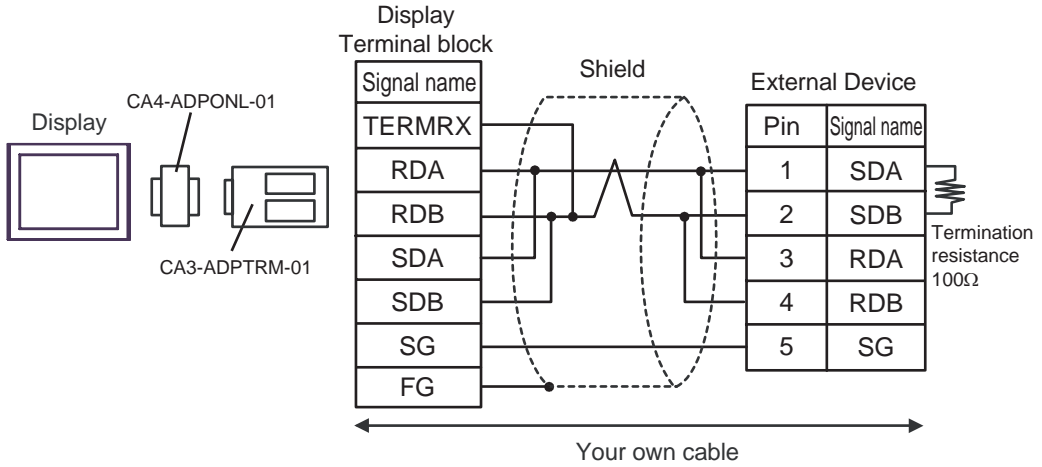 Display
Terminal block
Shield
External Device
CA4-ADPONL-01
Display
CA3-ADPTRM-01
Signal name
TERMRX
RDA
RDB
SDA
SDB
SG
FG
Pin Signal name
1 SDA
2 SDB
3 RDA
4 RDB
5 SG
Termination
resistance
100Ω
Your own cable